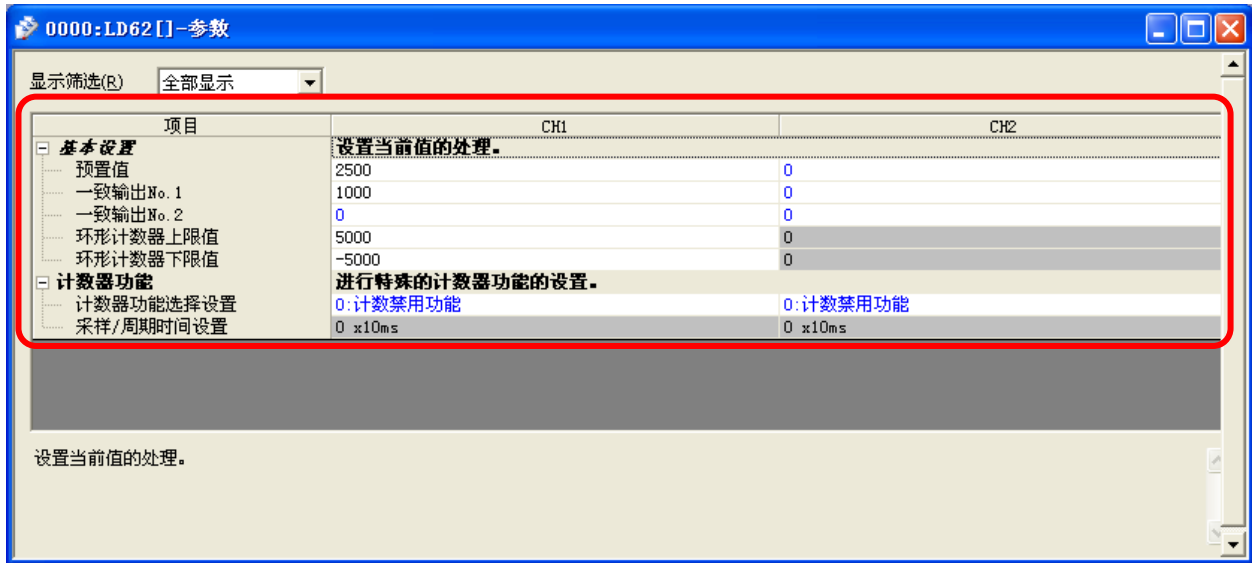 0000:LD62[]-参数
显示筛选(R) 全部显示
项目 CH1 CH2
基本设置 设置当前值的处理。
预置值 2500 0
一致输出No.1 1000 0
一致输出No.2 0 0
环形计数器上限值 5000 0
环形计数器下限值 -5000 0
计数器功能 进行特殊的计数器功能的设置。
计数器功能选择设置 0:计数禁用功能 0:计数禁用功能
采样/周期时间设置 0 x10ms 0 x10ms
设置当前值的处理。